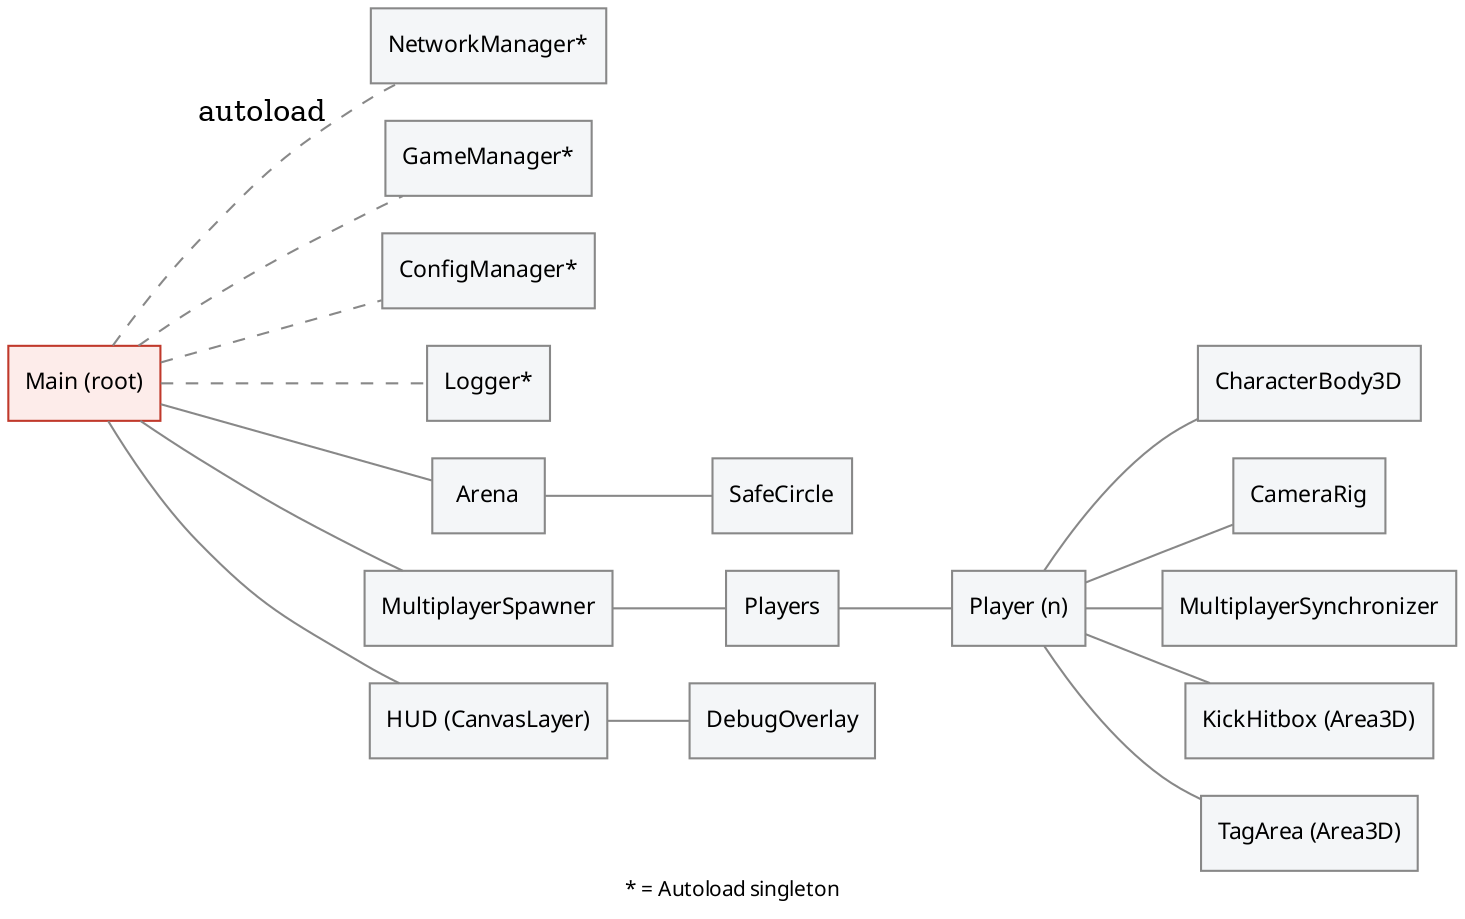 NetworkManager*
autoload
GameManager*
ConfigManager*
Main (root)
Logger*
CharacterBody3D
Arena
SafeCircle
CameraRig
MultiplayerSpawner
Players
Player (n)
MultiplayerSynchronizer
HUD (CanvasLayer)
DebugOverlay
KickHitbox (Area3D)
TagArea (Area3D)
* = Autoload singleton